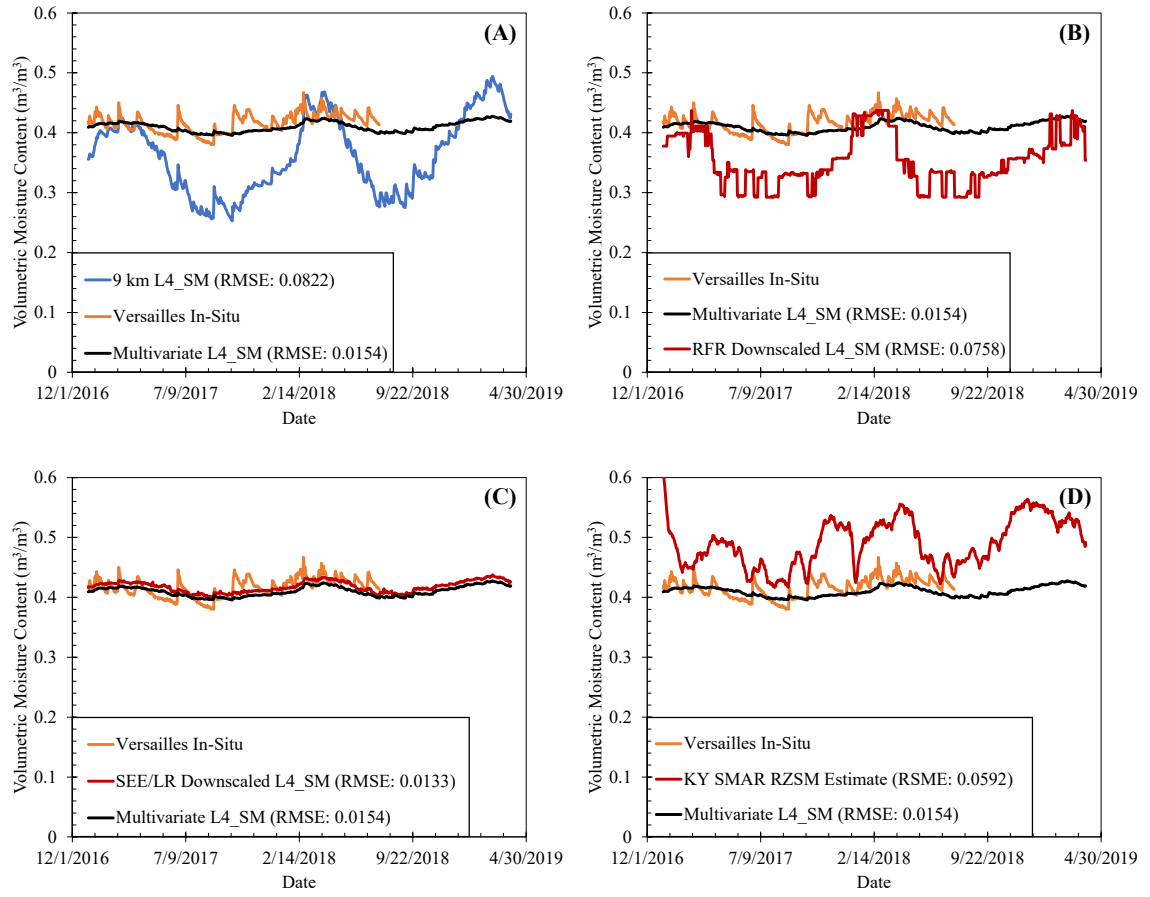 (A)
Volumetric Moisture Content (m³/m³)
0.6
0.5
0.4
0.3
0.2
0.1
0
9 km L4_SM (RMSE: 0.0822)
Versailles In-Situ
Multivariate L4_SM (RMSE: 0.0154)
12/1/2016 7/9/2017 2/14/2018 9/22/2018 4/30/2019
Date
(B)
Volumetric Moisture Content (m³/m³)
0.6
0.5
0.4
0.3
0.2
0.1
0
Versailles In-Situ
Multivariate L4_SM (RMSE: 0.0154)
RFR Downscaled L4_SM (RMSE: 0.0758)
12/1/2016 7/9/2017 2/14/2018 9/22/2018 4/30/2019
Date
(C)
Volumetric Moisture Content (m³/m³)
0.6
0.5
0.4
0.3
0.2
0.1
0
Versailles In-Situ
SEE/LR Downscaled L4_SM (RMSE: 0.0133)
Multivariate L4_SM (RMSE: 0.0154)
12/1/2016 7/9/2017 2/14/2018 9/22/2018 4/30/2019
Date
(D)
Volumetric Moisture Content (m³/m³)
0.6
0.5
0.4
0.3
0.2
0.1
0
Versailles In-Situ
KY SMAR RZSM Estimate (RSME: 0.0592)
Multivariate L4_SM (RMSE: 0.0154)
12/1/2016 7/9/2017 2/14/2018 9/22/2018 4/30/2019
Date